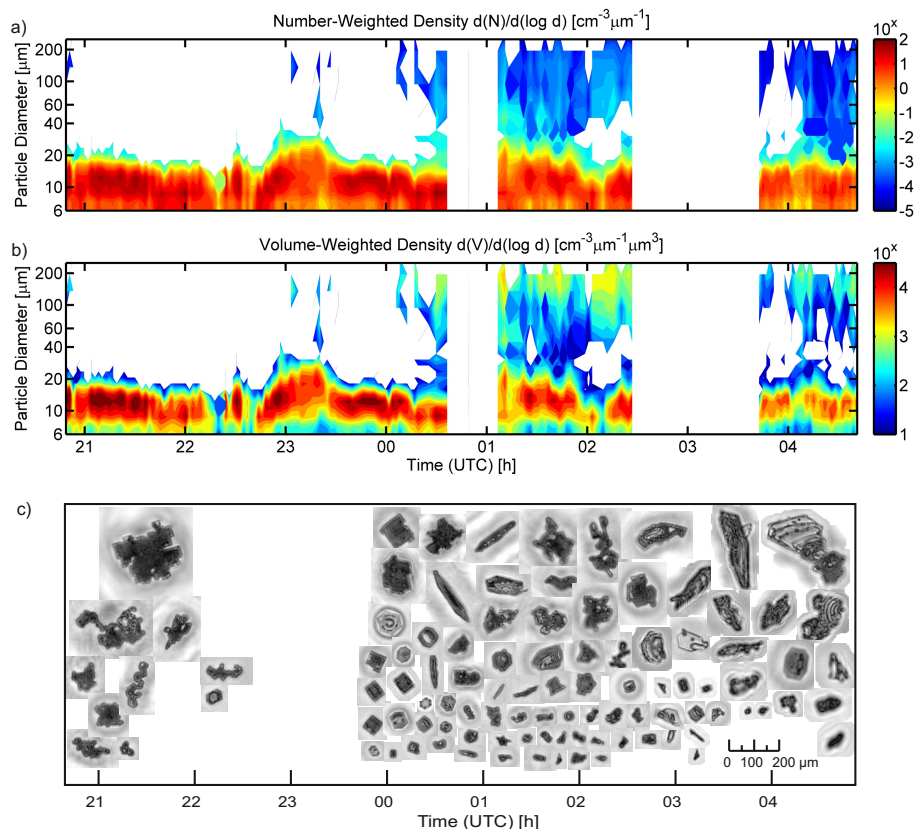 a)
Number-Weighted Density d(N)/d(log d) [cm⁻³μm⁻¹]
10ˣ
Particle Diameter [μm]
200
100
60
40
20
10
6
2
1
0
-1
-2
-3
-4
-5
b)
Volume-Weighted Density d(V)/d(log d) [cm⁻³μm⁻¹μm³]
10ˣ
Particle Diameter [μm]
200
100
60
40
20
10
6
4
3
2
1
21 22 23 00 01 02 03 04
Time (UTC) [h]
c)
0 100 200 μm
21 22 23 00 01 02 03 04
Time (UTC) [h]